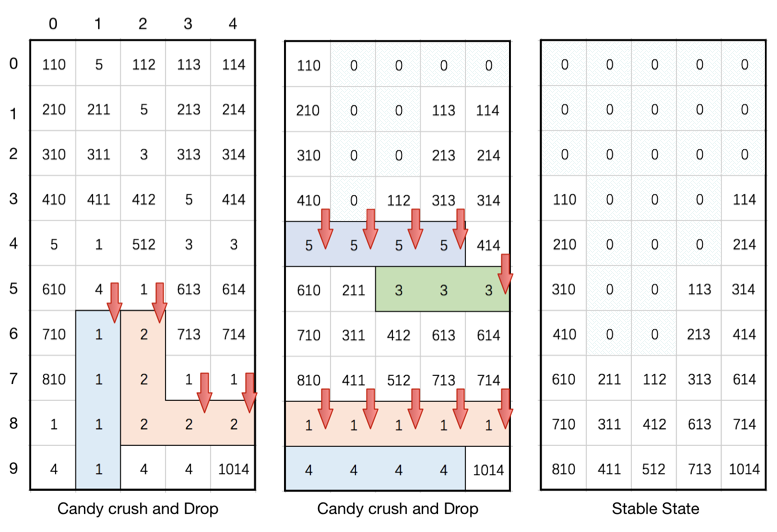 0 1 2 3 4
0 110 5 112 113 114 110 0 0 0 0 0 0 0 0 0
1 210 211 5 213 214 210 0 0 113 114 0 0 0 0 0
2 310 311 3 313 314 310 0 0 213 214 0 0 0 0 0
3 410 411 412 5 414 410 0 112 313 314 110 0 0 0 114
4 5 1 512 3 3 5 5 5 5 414 210 0 0 0 214
5 610 4 1 613 614 610 211 3 3 3 310 0 0 113 314
6 710 1 2 713 714 710 311 412 613 614 410 0 0 213 414
7 810 1 2 1 1 810 411 512 713 714 610 211 112 313 614
8 1 1 2 2 2 1 1 1 1 1 710 311 412 613 714
9 4 1 4 4 1014 4 4 4 4 1014 810 411 512 713 1014
Candy crush and Drop Candy crush and Drop Stable State